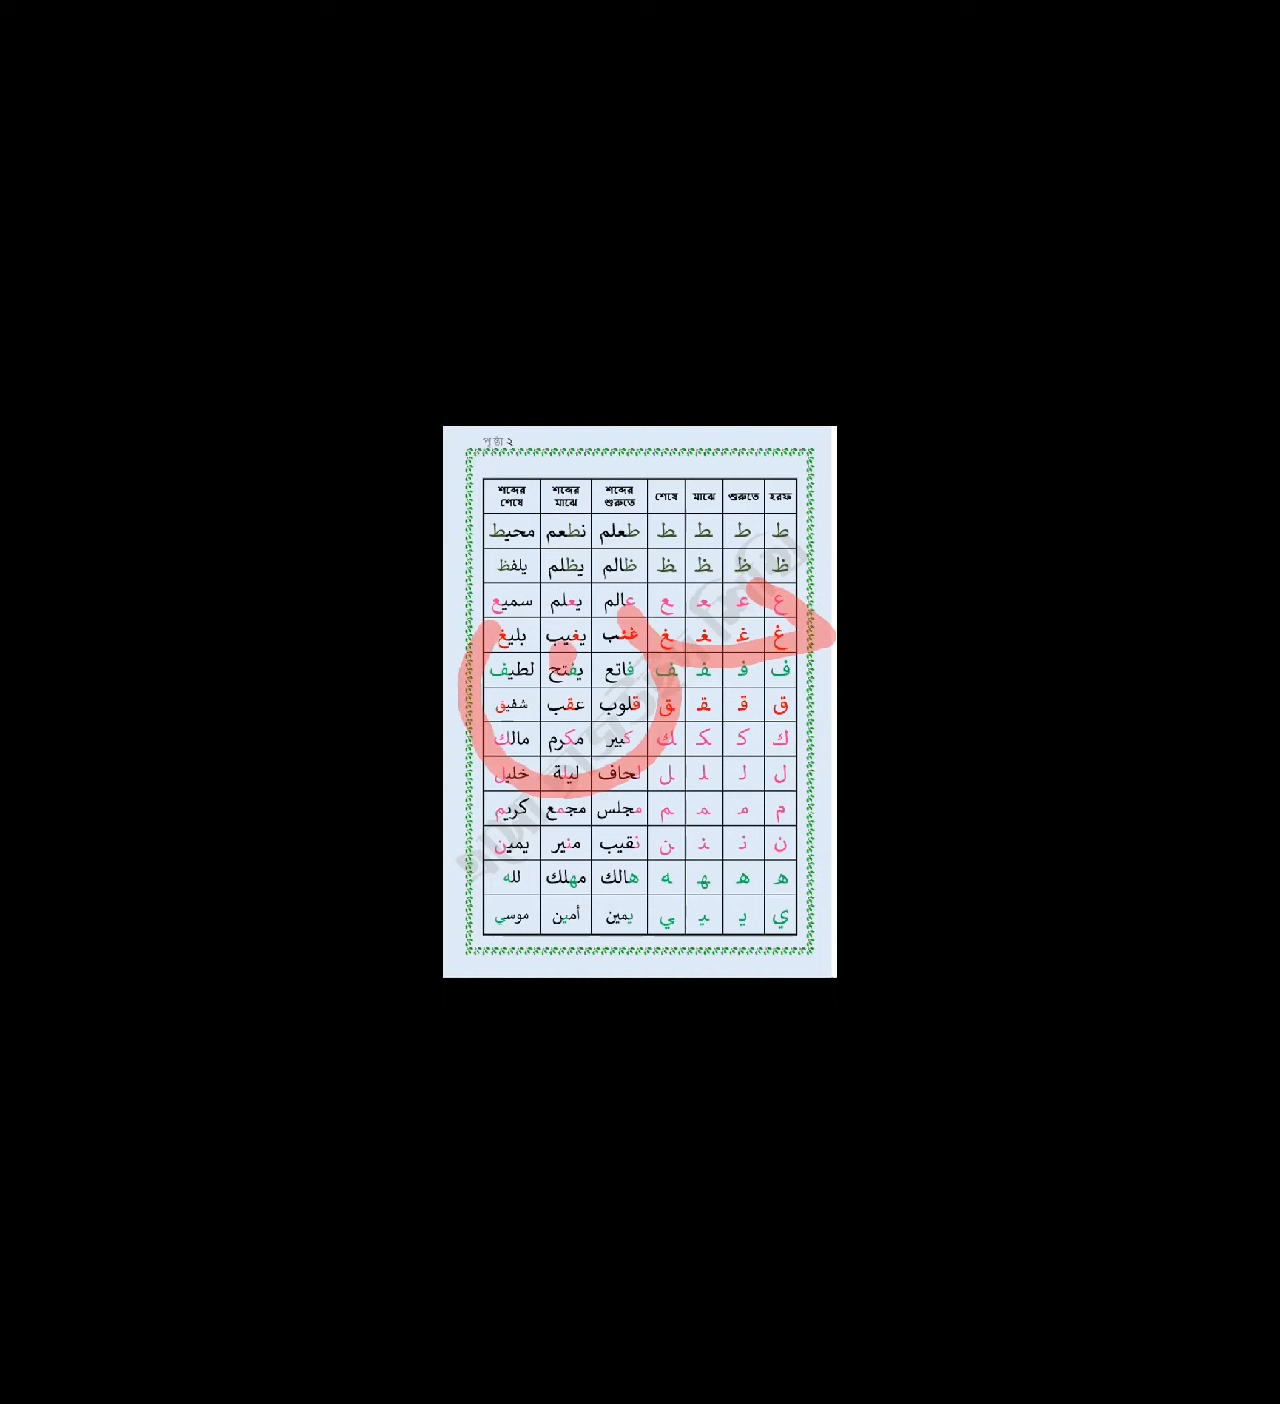 পৃষ্ঠা ২
হরফ শুরুতে মাঝে শেষে শব্দের শুরুতে শব্দের মাঝে শব্দের শেষে
ط ط ط ط طعلم نطعم محيط
ظ ظ ظ ظ ظالم يظلم يلفظ
ع ع ع ع عالم يعلم سميع
غ غ غ غ غئب يغيب بليغ
ف ف ف ف فاتع يفتح لطيف
ق ق ق ق قلوب عقب شفيق
ك ك ك ك كبير مكرم مالك
ل ل ل ل لحاف ليلة خليل
م م م م مجلس مجمع كريم
ن ن ن ن نقيب منير يمين
ه ه ه ه هالك مهلك لله
ي ي ي ي يمين أمين موسي